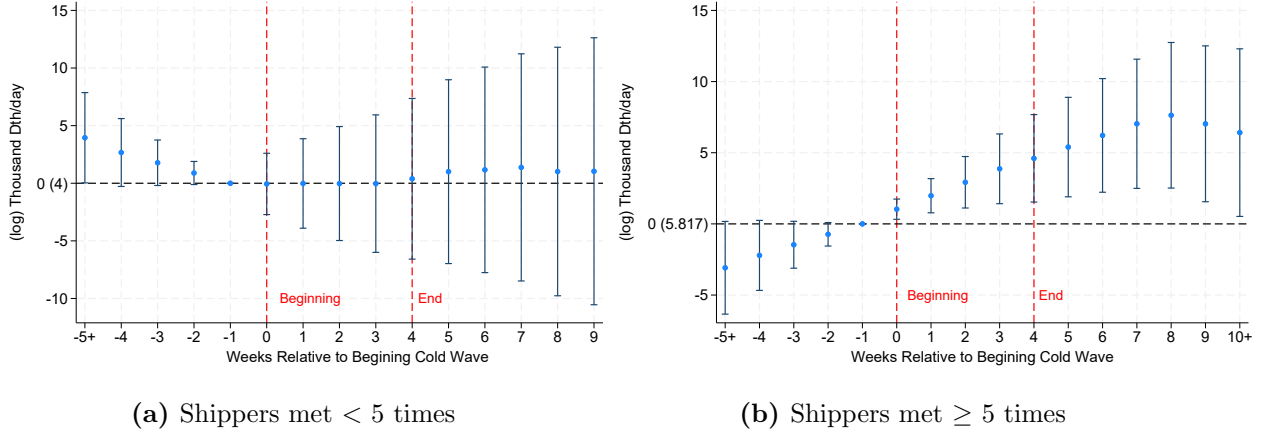 15
10
5
0 (4)
-5
-10
(log) Thousand Dth/day
Beginning
End
-5+ -4 -3 -2 -1 0 1 2 3 4 5 6 7 8 9
Weeks Relative to Begining Cold Wave
(a) Shippers met < 5 times
15
10
5
0 (5.817)
-5
(log) Thousand Dth/day
Beginning
End
-5+ -4 -3 -2 -1 0 1 2 3 4 5 6 7 8 9 10+
Weeks Relative to Begining Cold Wave
(b) Shippers met ≥ 5 times